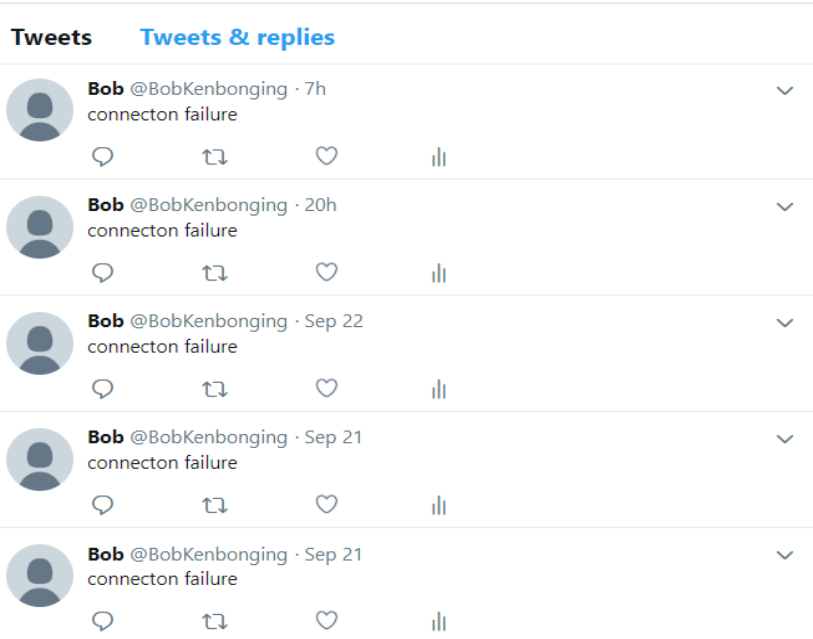 Tweets Tweets & replies
Bob @BobKenbonging · 7h
connecton failure
Bob @BobKenbonging · 20h
connecton failure
Bob @BobKenbonging · Sep 22
connecton failure
Bob @BobKenbonging · Sep 21
connecton failure
Bob @BobKenbonging · Sep 21
connecton failure